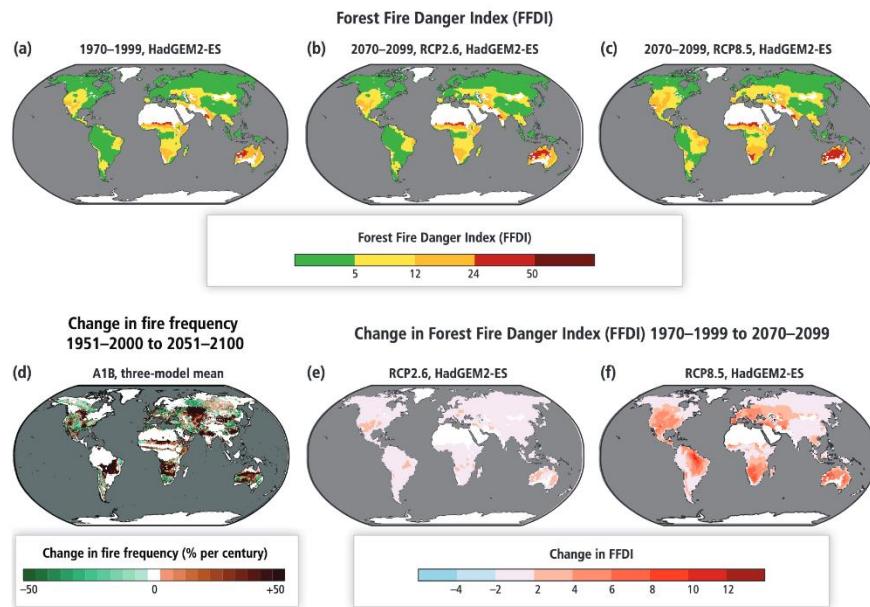 Forest Fire Danger Index (FFDI)
(a) 1970–1999, HadGEM2-ES
(b) 2070–2099, RCP2.6, HadGEM2-ES
(c) 2070–2099, RCP8.5, HadGEM2-ES
Forest Fire Danger Index (FFDI)
5 12 24 50
Change in fire frequency
1951–2000 to 2051–2100
Change in Forest Fire Danger Index (FFDI) 1970–1999 to 2070–2099
(d) A1B, three-model mean
(e) RCP2.6, HadGEM2-ES
(f) RCP8.5, HadGEM2-ES
Change in fire frequency (% per century)
−50 0 +50
Change in FFDI
−4 −2 2 4 6 8 10 12